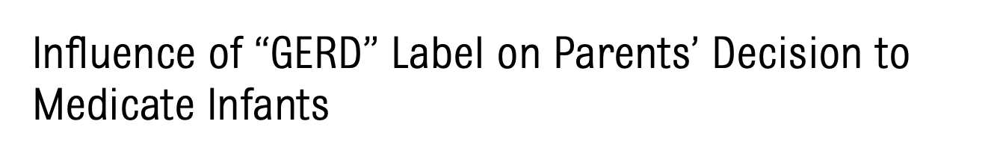 Influence of “GERD” Label on Parents’ Decision to
Medicate Infants